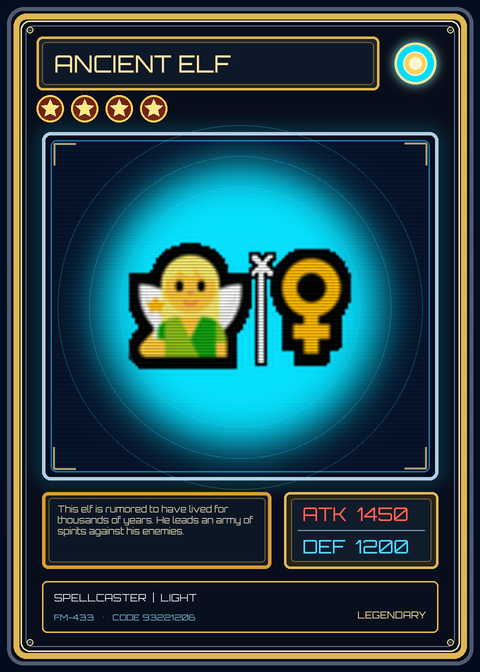 ANCIENT ELF
This elf is rumored to have lived for
thousands of years. He leads an army of
spirits against his enemies.
ATK 1450
DEF 1200
SPELLCASTER | LIGHT
FM-433 · CODE 93221206
LEGENDARY